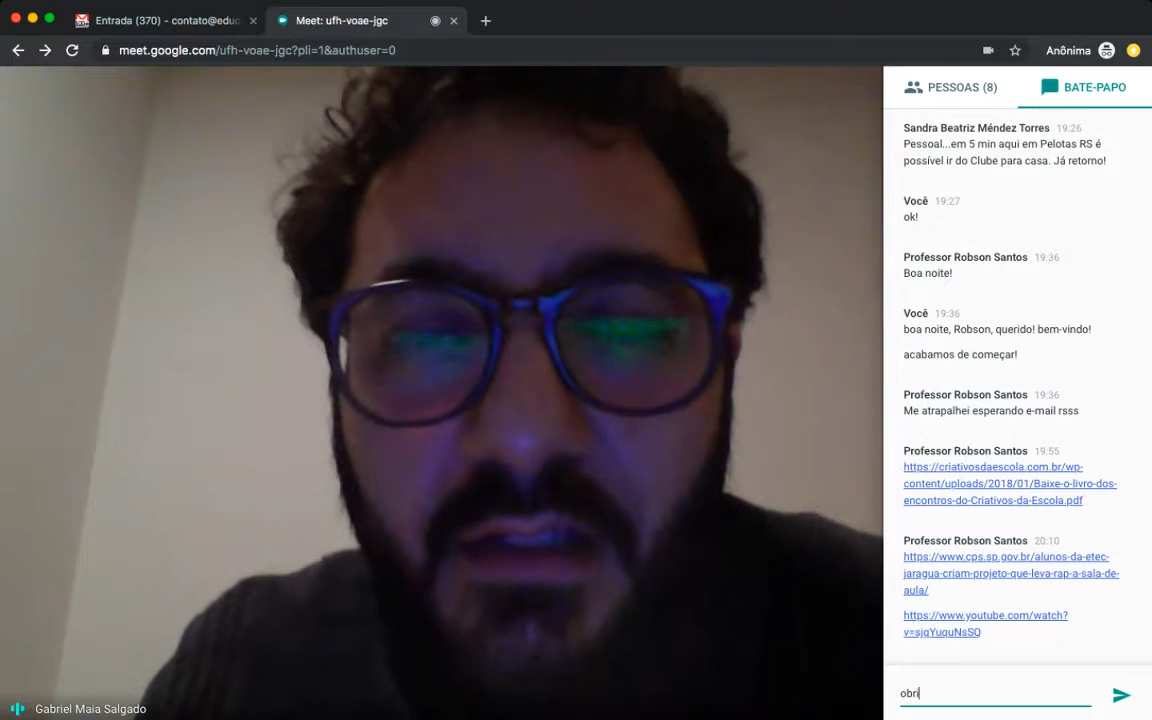 Entrada (370) - contato@educ
Meet: ufh-voae-jgc
meet.google.com/ufh-voae-jgc?pli=1&authuser=0
Anônima
PESSOAS (8)
BATE-PAPO
Sandra Beatriz Méndez Torres 19:26
Pessoal...em 5 min aqui em Pelotas RS é
possível ir do Clube para casa. Já retorno!
Você 19:27
ok!
Professor Robson Santos 19:36
Boa noite!
Você 19:36
boa noite, Robson, querido! bem-vindo!
acabamos de começar!
Professor Robson Santos 19:36
Me atrapalhei esperando e-mail rsss
Professor Robson Santos 19:55
https://criativosdaescola.com.br/wp-
content/uploads/2018/01/Baixe-o-livro-dos-
encontros-do-Criativos-da-Escola.pdf
Professor Robson Santos 20:10
https://www.cps.sp.gov.br/alunos-da-etec-
jaragua-criam-projeto-que-leva-rap-a-sala-de-
aula/
https://www.youtube.com/watch?
v=sjqYuquNsSQ
obri
Gabriel Maia Salgado